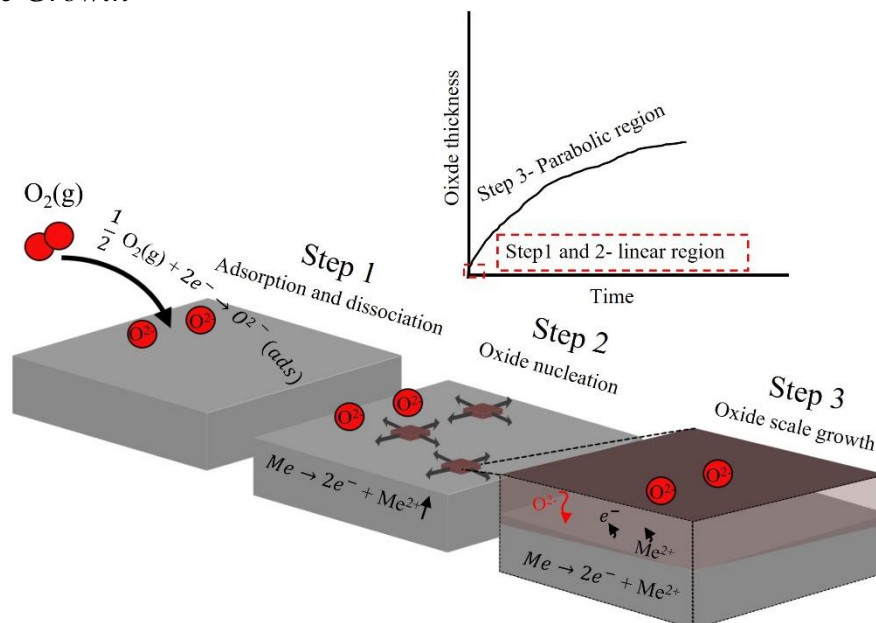 Oixde thickness
Step 3- Parabolic region
Step1 and 2- linear region
Time
O₂(g)
½ O₂(g) + 2e⁻ → O²⁻ (ads)
Step 1
Adsorption and dissociation
O²⁻
O²⁻
Step 2
Oxide nucleation
O²⁻
O²⁻
Me → 2e⁻ + Me²⁺
Step 3
Oxide scale growth
O²⁻
O²⁻
O²⁻
e⁻
Me²⁺
Me → 2e⁻ + Me²⁺